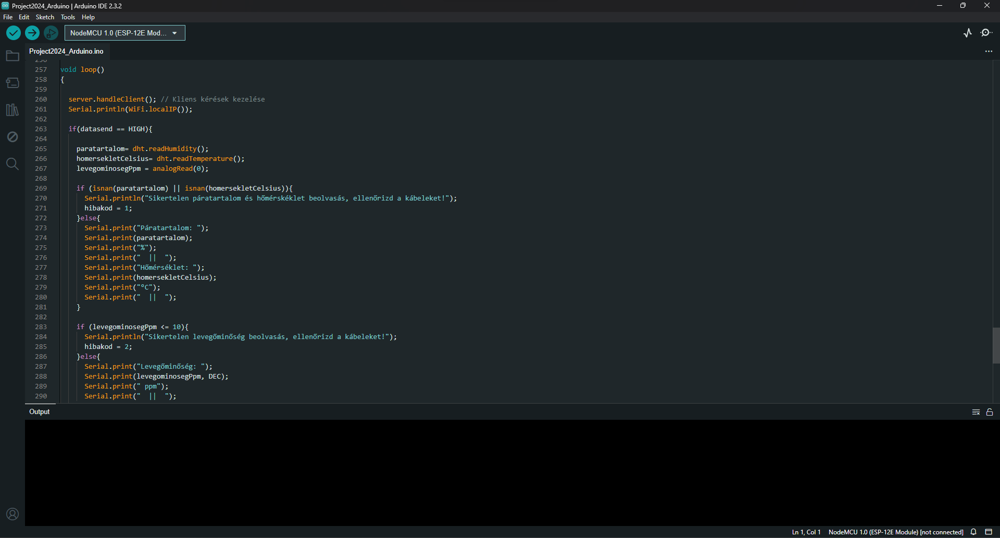 Project2024_Arduino | Arduino IDE 2.3.2
File Edit Sketch Tools Help
NodeMCU 1.0 (ESP-12E Mod...
Project2024_Arduino.ino
256
257 void loop()
258 {
259
260 server.handleClient(); // Kliens kérések kezelése
261 Serial.println(WiFi.localIP());
262
263 if(datasend == HIGH){
264
265 paratartalom= dht.readHumidity();
266 homersekletCelsius= dht.readTemperature();
267 levegominosegPpm = analogRead(0);
268
269 if (isnan(paratartalom) || isnan(homersekletCelsius)){
270 Serial.println("Sikertelen páratartalom és hőmérskéklet beolvasás, ellenőrizd a kábeleket!");
271 hibakod = 1;
272 }else{
273 Serial.print("Páratartalom: ");
274 Serial.print(paratartalom);
275 Serial.print("%");
276 Serial.print("  ||  ");
277 Serial.print("Hőmérséklet: ");
278 Serial.print(homersekletCelsius);
279 Serial.print("°C");
280 Serial.print("  ||  ");
281 }
282
283 if (levegominosegPpm <= 10){
284 Serial.println("Sikertelen levegőminőség beolvasás, ellenőrizd a kábeleket!");
285 hibakod = 2;
286 }else{
287 Serial.print("Levegőminőség: ");
288 Serial.print(levegominosegPpm, DEC);
289 Serial.print(" ppm");
290 Serial.print("  ||  ");
Output
Ln 1, Col 1 NodeMCU 1.0 (ESP-12E Module) [not connected]